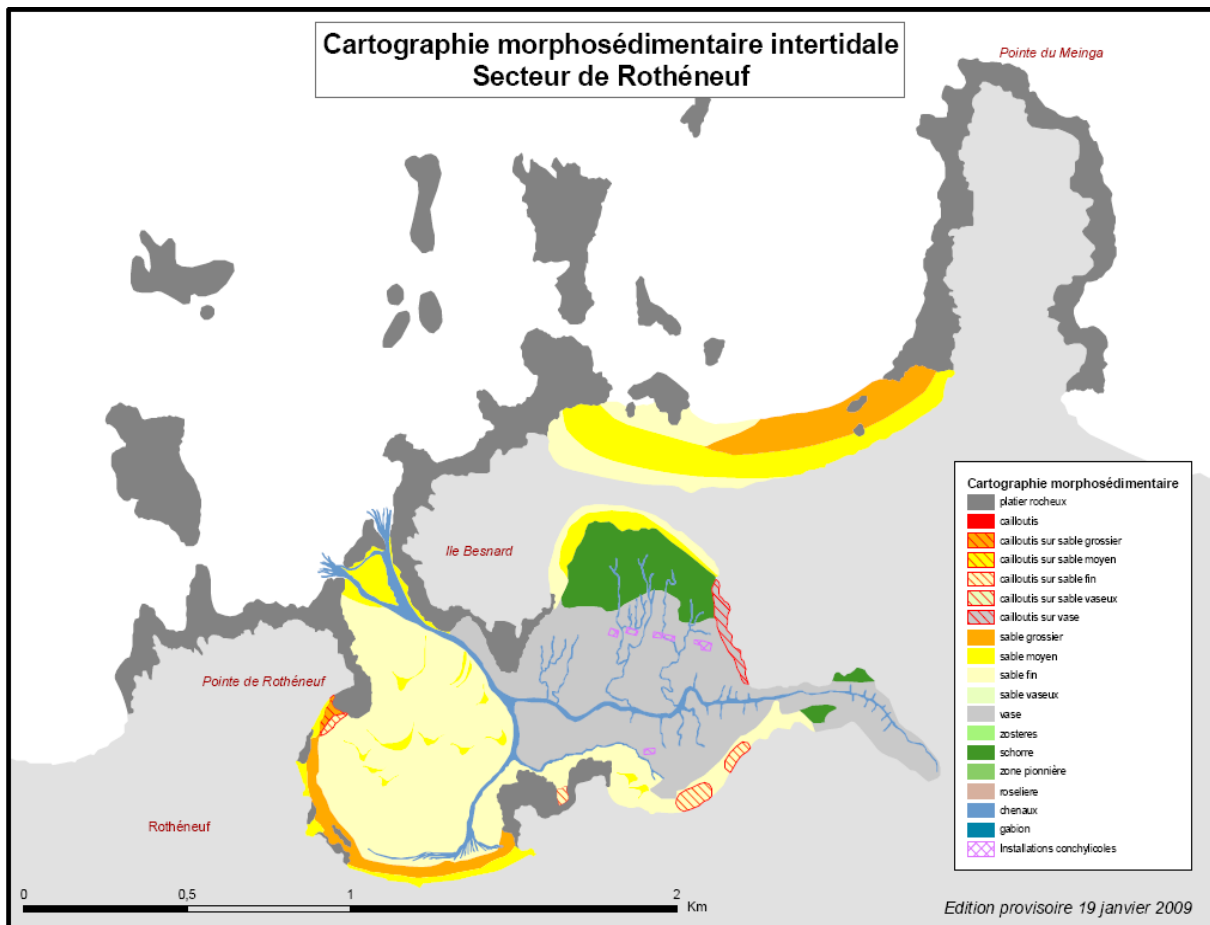 Cartographie morphosédimentaire intertidale
Secteur de Rothéneuf
Pointe du Meinga
Ile Besnard
Pointe de Rothéneuf
Rothéneuf
Cartographie morphosédimentaire
platier rocheux
cailloutis
cailloutis sur sable grossier
cailloutis sur sable moyen
cailloutis sur sable fin
cailloutis sur sable vaseux
cailloutis sur vase
sable grossier
sable moyen
sable fin
sable vaseux
vase
zosteres
schorre
zone pionnière
roseliere
chenaux
gabion
Installations conchylicoles
0 0,5 1 2
Km
Edition provisoire 19 janvier 2009